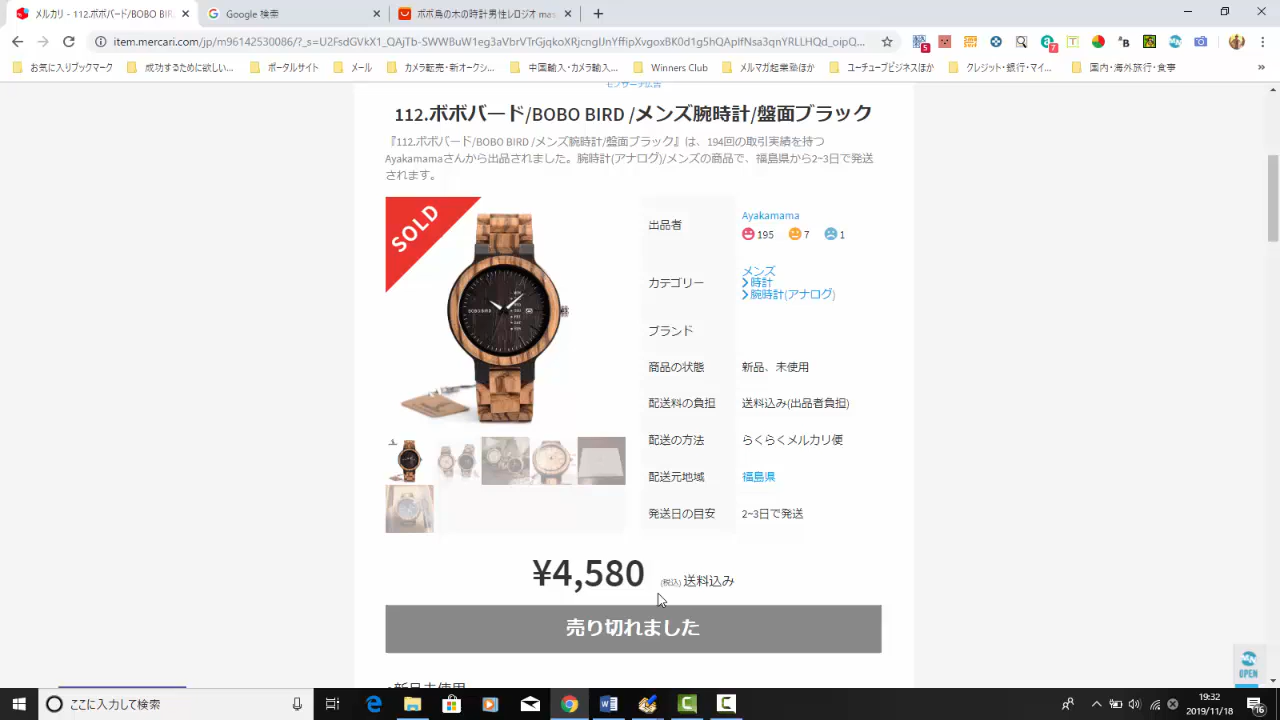 メルカリ - 112.ボボバード/BOBO BIR
Google 検索
ボボ鳥の木の時計男性レロジオ mas
item.mercari.com/jp/m96142530086/?_s=U2FsdGVkX1_QAjTb-SWWBuW1eg3aVbrVTrGjqkoXRjcngUnYffipXvgoxBK0d1g5hQAplfNsa3qnYRLLHQd_oipQ...
お気に入りブックマーク
成功するために欲しい...
ポータルサイト
メール
カメラ転売・新オークシ...
中国輸入・カメラ輸入...
Winners Club
メルマガ起業塾ほか
ユーチューブビジネスほか
クレジット・銀行・マイ...
国内・海外旅行・食事
112.ボボバード/BOBO BIRD /メンズ腕時計/盤面ブラック
『112.ボボバード/BOBO BIRD /メンズ腕時計/盤面ブラック』は、194回の取引実績を持つ
Ayakamamaさんから出品されました。腕時計(アナログ)/メンズの商品で、福島県から2~3日で発送
されます。
SOLD
BOBO BIRD
出品者
Ayakamama
195 7 1
カテゴリー
メンズ
時計
腕時計(アナログ)
ブランド
商品の状態
新品、未使用
配送料の負担
送料込み(出品者負担)
配送の方法
らくらくメルカリ便
配送元地域
福島県
発送日の目安
2~3日で発送
¥4,580 (税込) 送料込み
売り切れました
OPEN
ここに入力して検索
19:32
2019/11/18
16